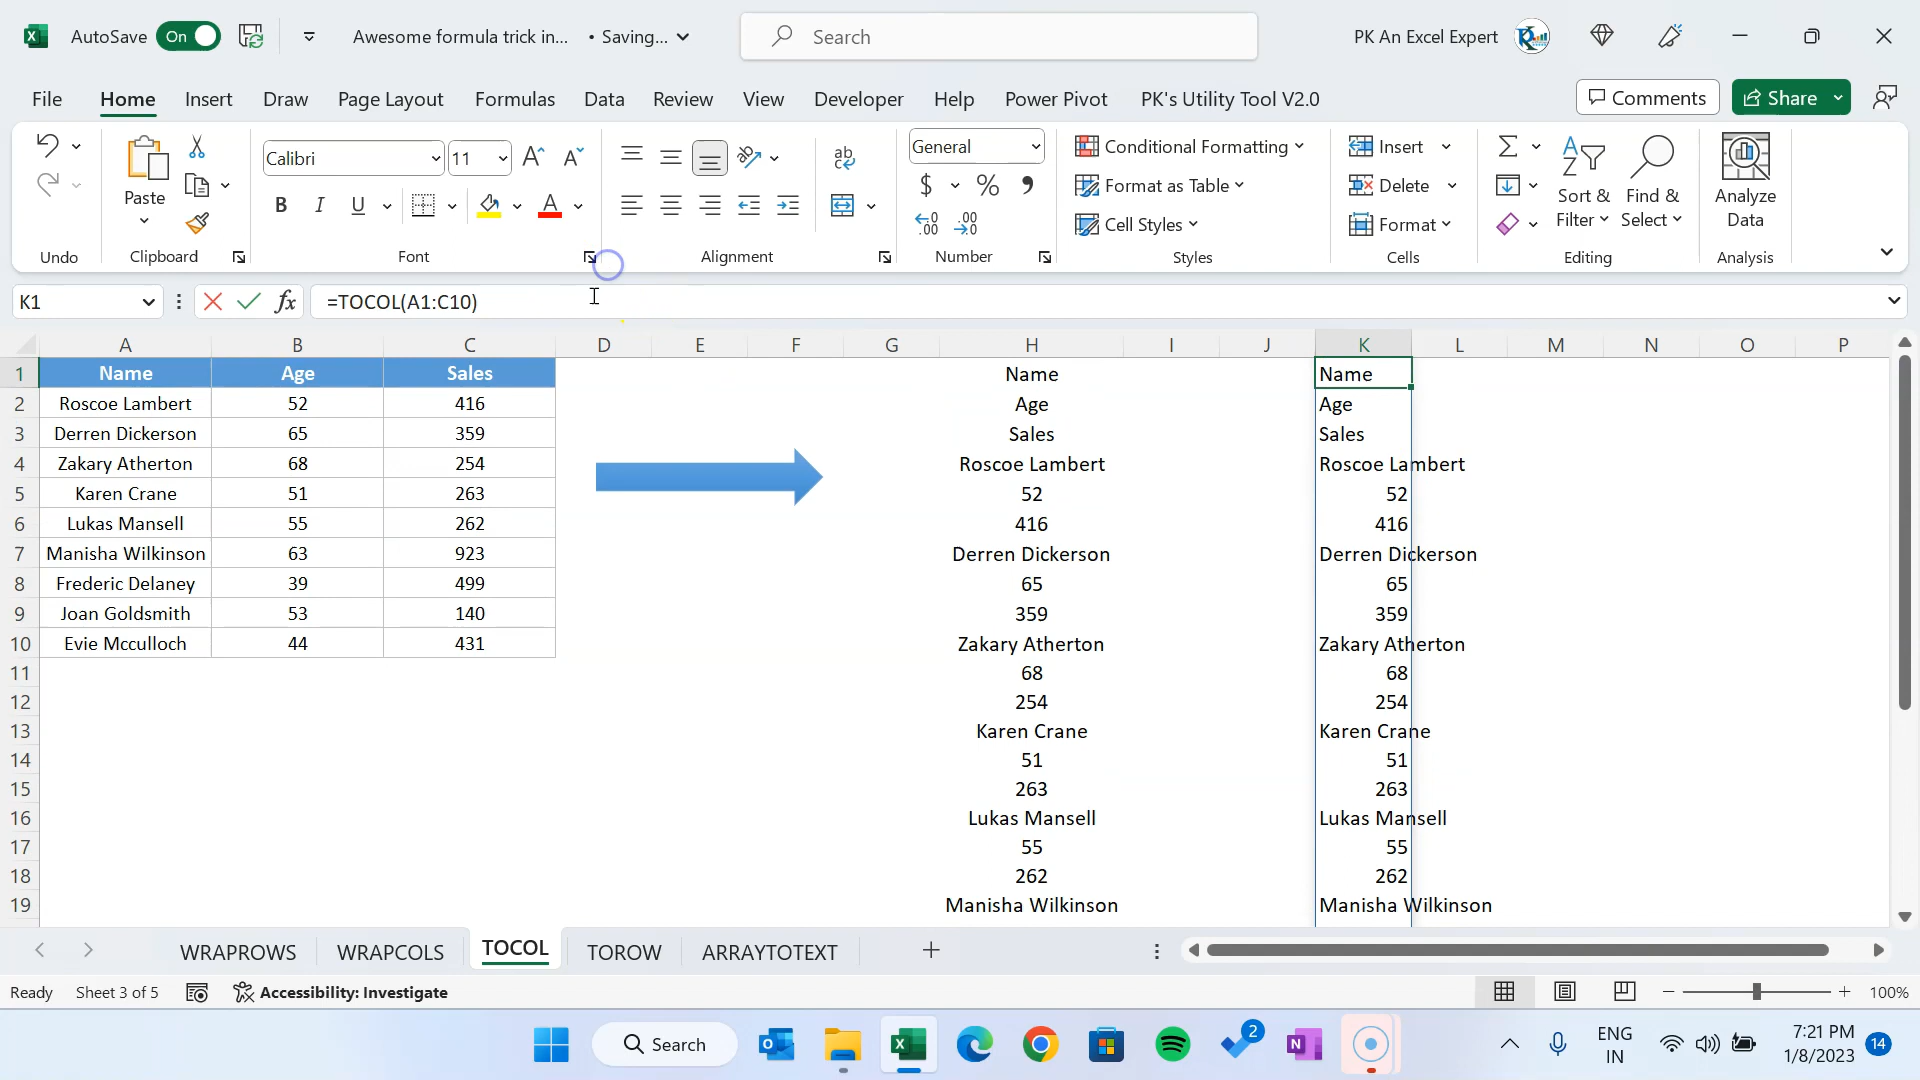 AutoSave On Awesome formula trick in... • Saving... Search PK An Excel Expert
File Home Insert Draw Page Layout Formulas Data Review View Developer Help Power Pivot PK's Utility Tool V2.0 Comments Share
Calibri 11 General Conditional Formatting Insert
Paste Format as Table Delete Sort & Filter Find & Select Analyze Data
Cell Styles Format
Undo Clipboard Font Alignment Number Styles Cells Editing Analysis
K1 fx =TOCOL(A1:C10)
A B C D E F G H I J K L M N O P
1 Name Age Sales Name Name
2 Roscoe Lambert 52 416 Age Age
3 Derren Dickerson 65 359 Sales Sales
4 Zakary Atherton 68 254 Roscoe Lambert Roscoe Lambert
5 Karen Crane 51 263 52 52
6 Lukas Mansell 55 262 416 416
7 Manisha Wilkinson 63 923 Derren Dickerson Derren Dickerson
8 Frederic Delaney 39 499 65 65
9 Joan Goldsmith 53 140 359 359
10 Evie Mcculloch 44 431 Zakary Atherton Zakary Atherton
11 68 68
12 254 254
13 Karen Crane Karen Crane
14 51 51
15 263 263
16 Lukas Mansell Lukas Mansell
17 55 55
18 262 262
19 Manisha Wilkinson Manisha Wilkinson
WRAPROWS WRAPCOLS TOCOL TOROW ARRAYTOTEXT
Ready Sheet 3 of 5 Accessibility: Investigate 100%
Search 2 ENG 7:21 PM
IN 1/8/2023 14